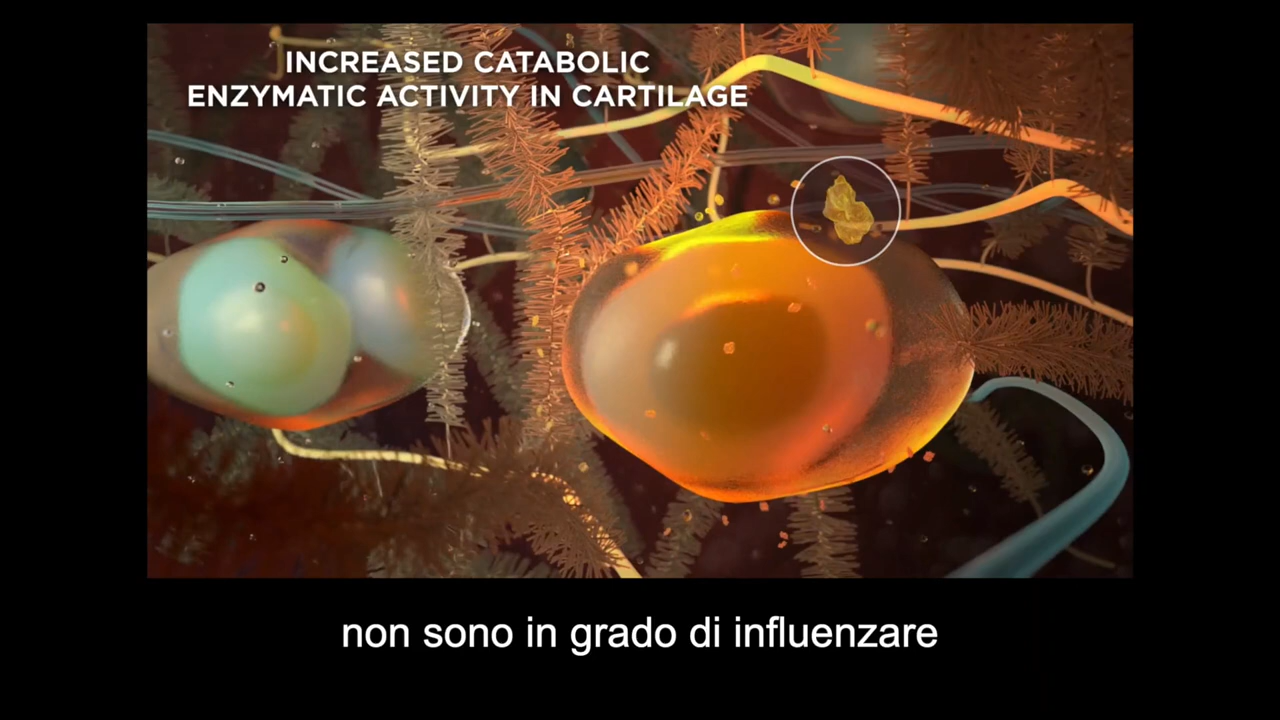 INCREASED CATABOLIC
ENZYMATIC ACTIVITY IN CARTILAGE
non sono in grado di influenzare